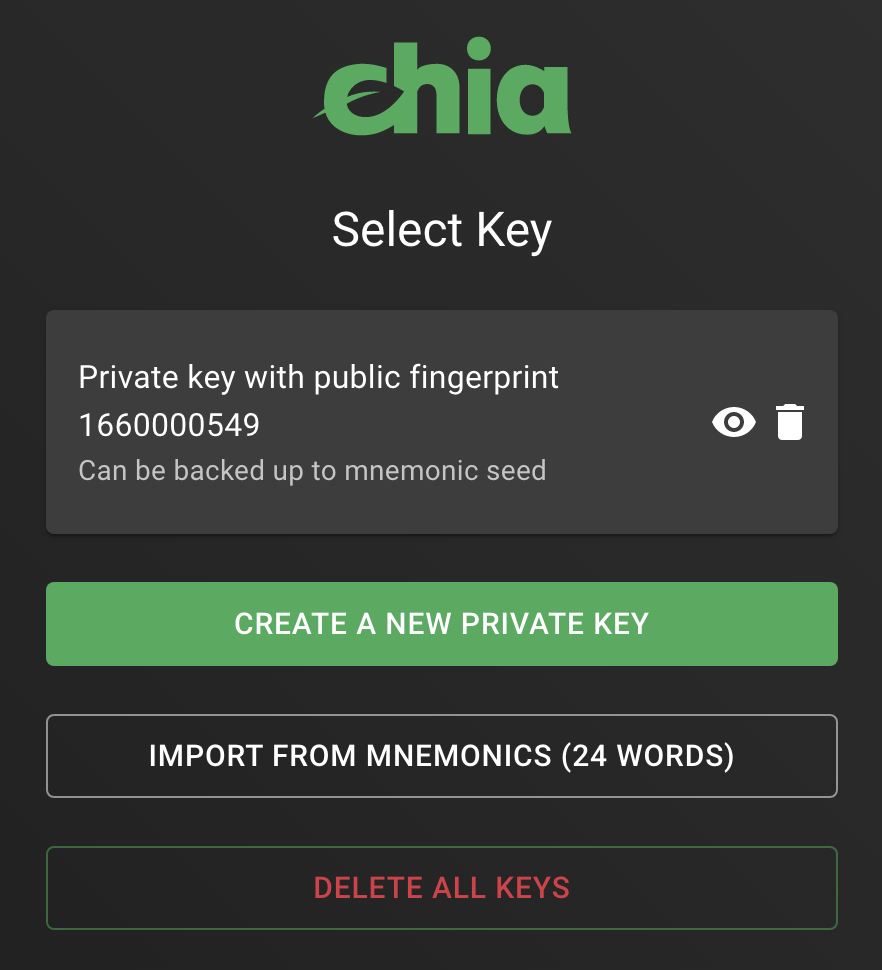 chia
Select Key
Private key with public fingerprint
1660000549
Can be backed up to mnemonic seed
CREATE A NEW PRIVATE KEY
IMPORT FROM MNEMONICS (24 WORDS)
DELETE ALL KEYS